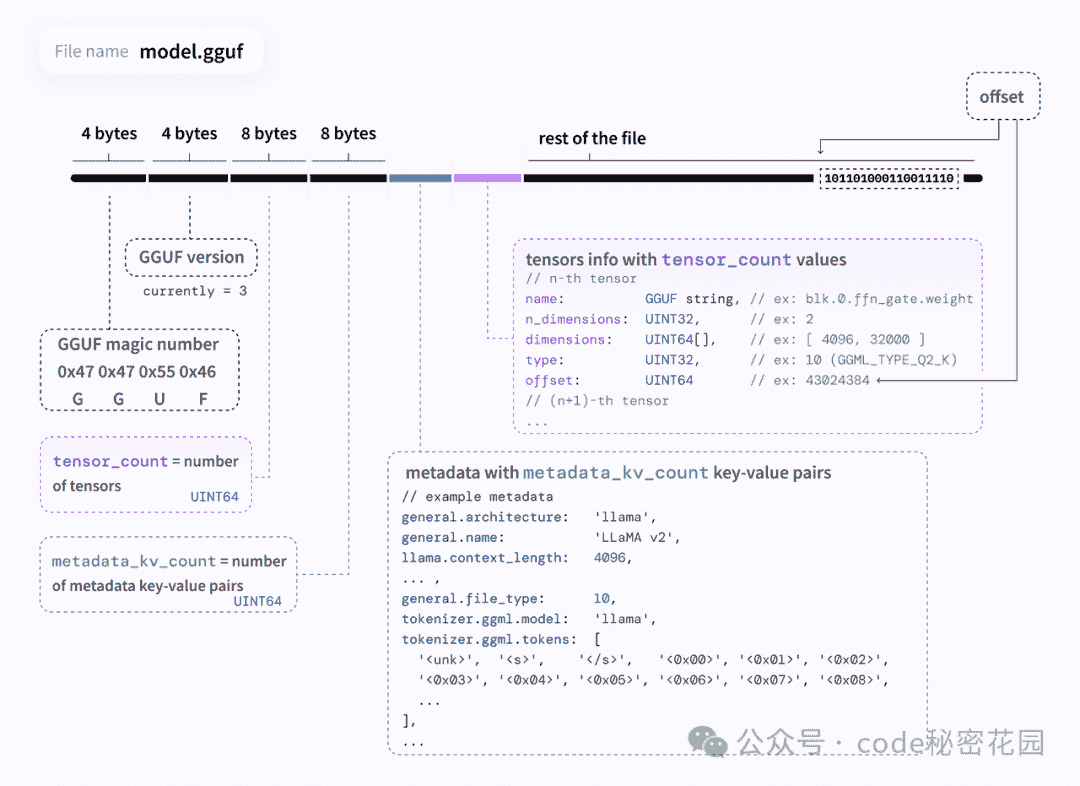 File name model.gguf
offset
4 bytes 4 bytes 8 bytes 8 bytes
rest of the file
101101000110011110
GGUF version
currently = 3
GGUF magic number
0x47 0x47 0x55 0x46
G G U F
tensor_count = number
of tensors
UINT64
metadata_kv_count = number
of metadata key-value pairs
UINT64
tensors info with tensor_count values
// n-th tensor
name: GGUF string, // ex: blk.0.ffn_gate.weight
n_dimensions: UINT32, // ex: 2
dimensions: UINT64[], // ex: [ 4096, 32000 ]
type: UINT32, // ex: 10 (GGML_TYPE_Q2_K)
offset: UINT64 // ex: 43024384
// (n+1)-th tensor
...
metadata with metadata_kv_count key-value pairs
// example metadata
general.architecture: 'llama',
general.name: 'LLaMA v2',
llama.context_length: 4096,
... ,
general.file_type: 10,
tokenizer.ggml.model: 'llama',
tokenizer.ggml.tokens: [
'<unk>', '<s>', '</s>', '<0x00>', '<0x01>', '<0x02>',
'<0x03>', '<0x04>', '<0x05>', '<0x06>', '<0x07>', '<0x08>',
...
],
...
公众号 · code秘密花园